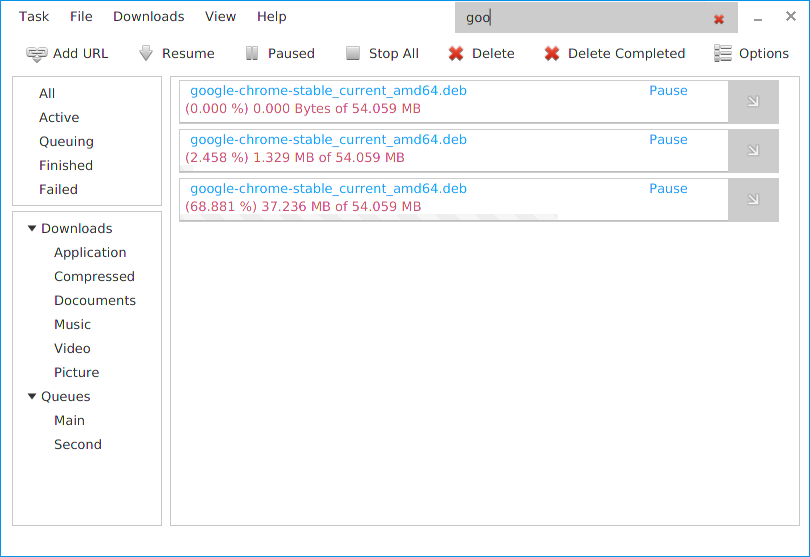 Task File Downloads View Help goo
Add URL Resume Paused Stop All Delete Delete Completed Options
All
Active
Queuing
Finished
Failed
Downloads
Application
Compressed
Docouments
Music
Video
Picture
Queues
Main
Second
google-chrome-stable_current_amd64.deb Pause
(0.000 %) 0.000 Bytes of 54.059 MB
google-chrome-stable_current_amd64.deb Pause
(2.458 %) 1.329 MB of 54.059 MB
google-chrome-stable_current_amd64.deb Pause
(68.881 %) 37.236 MB of 54.059 MB